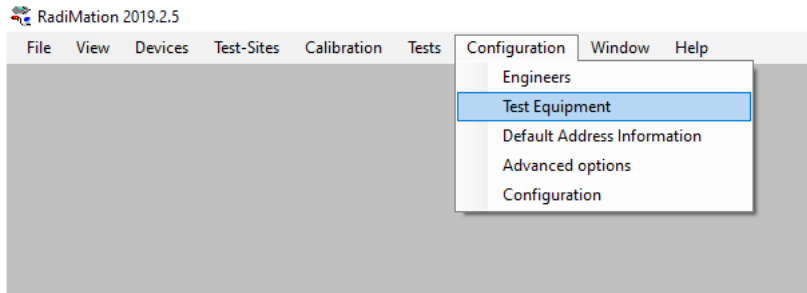 RadiMation 2019.2.5
File View Devices Test-Sites Calibration Tests Configuration Window Help
Engineers
Test Equipment
Default Address Information
Advanced options
Configuration